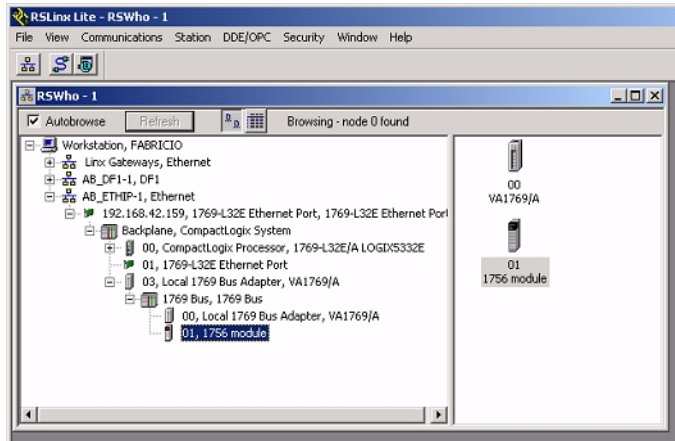 RSLinx Lite - RSWho - 1
File View Communications Station DDE/OPC Security Window Help
RSWho - 1
Autobrowse Refresh Browsing - node 0 found
Workstation, FABRICIO
Linx Gateways, Ethernet
AB_DF1-1, DF1
AB_ETHIP-1, Ethernet
192.168.42.159, 1769-L32E Ethernet Port, 1769-L32E Ethernet Port
Backplane, CompactLogix System
00, CompactLogix Processor, 1769-L32E/A LOGIX5332E
01, 1769-L32E Ethernet Port
03, Local 1769 Bus Adapter, VA1769/A
1769 Bus, 1769 Bus
00, Local 1769 Bus Adapter, VA1769/A
01, 1756 module
00
VA1769/A
01
1756 module